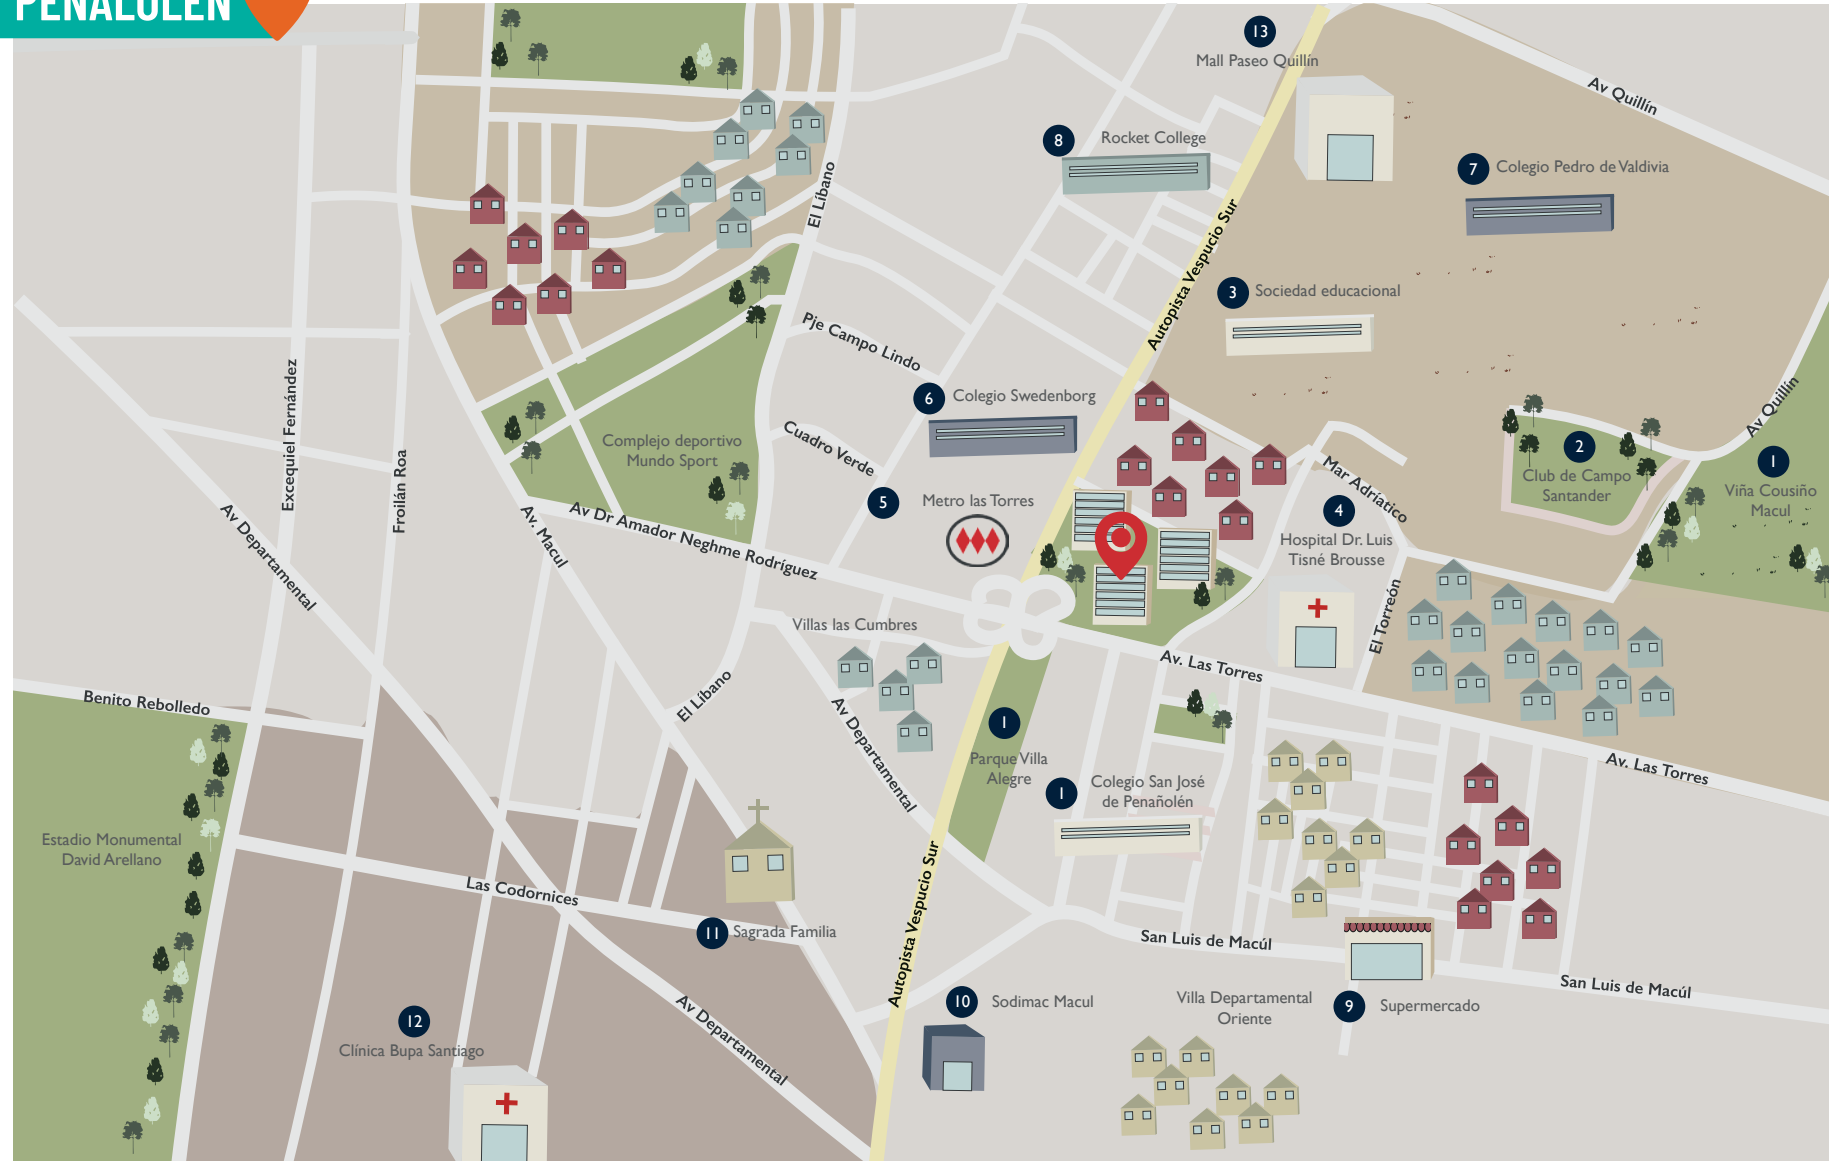 PEÑALOLÉN
13
Mall Paseo Quillín
Av Quillín
8
Rocket College
7
Colegio Pedro de Valdivia
El Líbano
Autopista Vespucio Sur
3
Sociedad educacional
Pje Campo Lindo
Excequiel Fernández
Froilán Roa
6
Colegio Swedenborg
Av Quillín
Complejo deportivo
Mundo Sport
Cuadro Verde
2
Club de Campo
Santander
1
Viña Cousiño
Macul
Mar Adríatico
5
Metro las Torres
4
Hospital Dr. Luis
Tisné Brousse
Av Departamental
Av. Macul
Av Dr Amador Neghme Rodríguez
El Torreón
Villas las Cumbres
Av. Las Torres
Benito Rebolledo
El Líbano
Av Departamental
1
Parque Villa
Alegre
1
Colegio San José
de Penañolén
Av. Las Torres
Estadio Monumental
David Arellano
Las Codornices
Autopista Vespucio Sur
11
Sagrada Familia
San Luis de Macúl
San Luis de Macúl
10
Sodimac Macul
Villa Departamental
Oriente
9
Supermercado
12
Clínica Bupa Santiago
Av Departamental